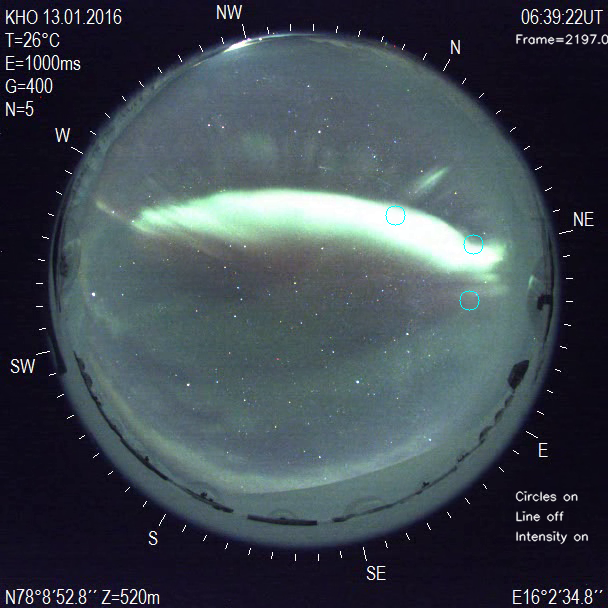 KHO 13.01.2016
T=26°C
E=1000ms
G=400
N=5
NW
06:39:22UT
Frame=2197.0
N
W
NE
SW
E
S
SE
Circles on
Line off
Intensity on
N78°8'52.8´´ Z=520m
E16°2'34.8´´